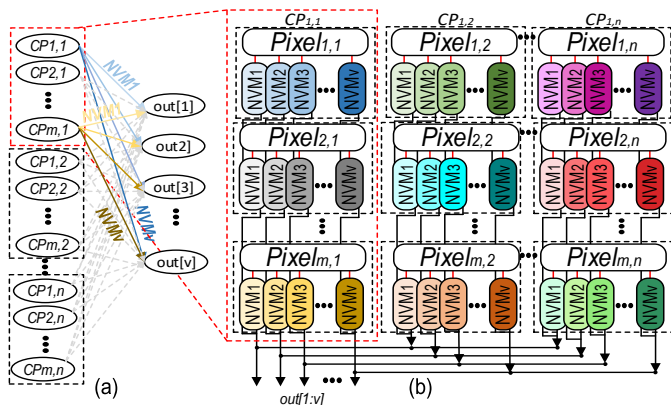 CP1,1
CP2,1
CPm,1
CP1,2
CP2,2
CPm,2
CP1,n
CP2,n
CPm,n
NVM1
NVM1
NVMv
NVMv
out[1]
out2]
out[3]
out[v]
(a)
CP1,1 CP1,2 CP1,n
Pixel1,1 Pixel1,2 Pixel1,n
NVM1 NVM2 NVM3 NVMv NVM1 NVM2 NVM3 NVMv NVM1 NVM2 NVM3 NVMv
Pixel2,1 Pixel2,2 Pixel2,n
NVM1 NVM2 NVM3 NVMv NVM1 NVM2 NVM3 NVMv NVM1 NVM2 NVM3 NVMv
Pixelm,1 Pixelm,2 Pixelm,n
NVM1 NVM2 NVM3 NVMv NVM1 NVM2 NVM3 NVMv NVM1 NVM2 NVM3 NVMv
out[1:v]
(b)